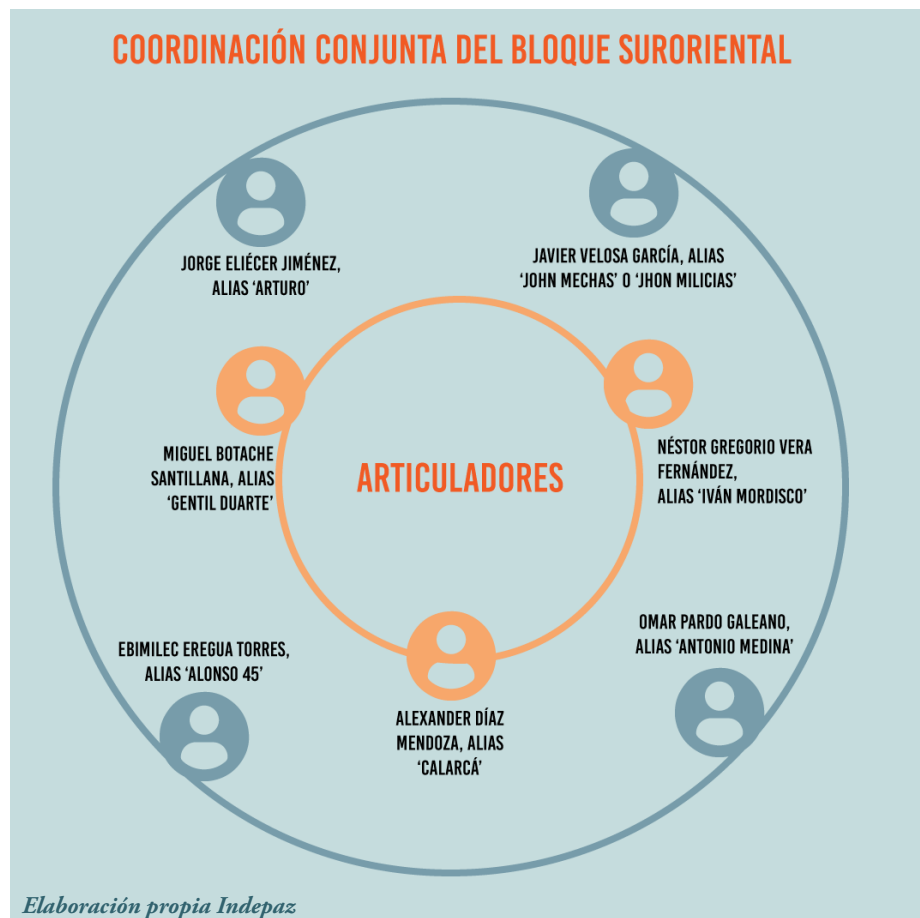 COORDINACIÓN CONJUNTA DEL BLOQUE SURORIENTAL
JORGE ELIÉCER JIMÉNEZ,
ALIAS ‘ARTURO’
JAVIER VELOSA GARCÍA, ALIAS
‘JOHN MECHAS’ O ‘JHON MILICIAS’
MIGUEL BOTACHE
SANTILLANA, ALIAS
‘GENTIL DUARTE’
ARTICULADORES
NÉSTOR GREGORIO VERA
FERNÁNDEZ,
ALIAS ‘IVÁN MORDISCO’
EBIMILEC EREGUA TORRES,
ALIAS ‘ALONSO 45’
ALEXANDER DÍAZ
MENDOZA, ALIAS
‘CALARCÁ’
OMAR PARDO GALEANO,
ALIAS ‘ANTONIO MEDINA’
Elaboración propia Indepaz